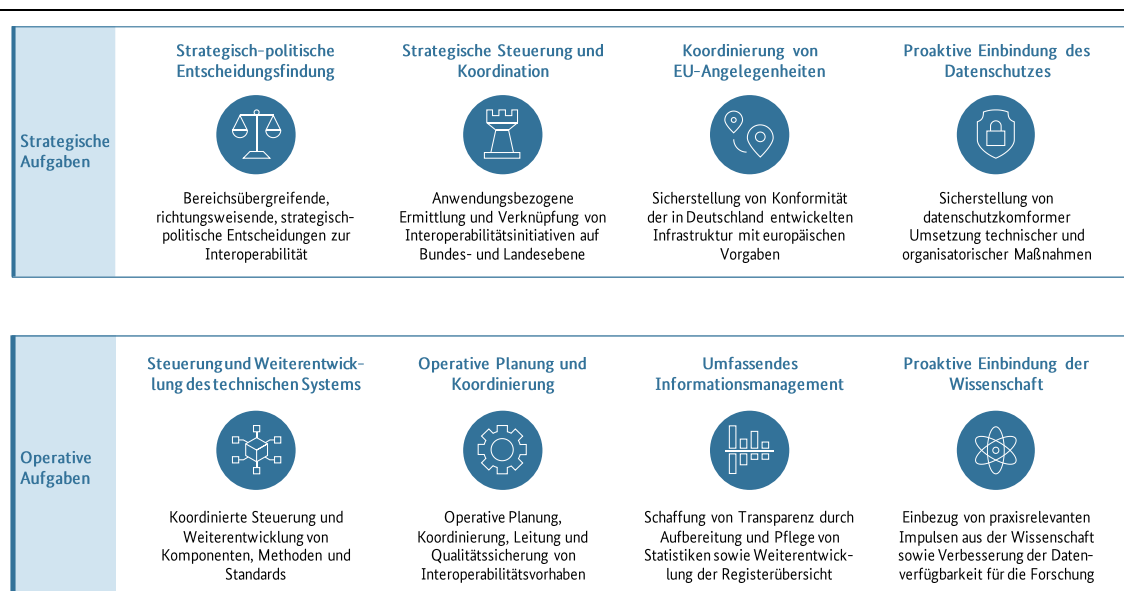 Strategische
Aufgaben
Strategisch-politische
Entscheidungsfindung
Bereichsübergreifende,
richtungsweisende, strategisch-
politische Entscheidungen zur
Interoperabilität
Strategische Steuerung und
Koordination
Anwendungsbezogene
Ermittlung und Verknüpfung von
Interoperabilitätsinitiativen auf
Bundes- und Landesebene
Koordinierung von
EU-Angelegenheiten
Sicherstellung von Konformität
der in Deutschland entwickelten
Infrastruktur mit europäischen
Vorgaben
Proaktive Einbindung des
Datenschutzes
Sicherstellung von
datenschutzkomformer
Umsetzung technischer und
organisatorischer Maßnahmen
Operative
Aufgaben
Steuerung und Weiterentwick-
lung des technischen Systems
Koordinierte Steuerung und
Weiterentwicklung von
Komponenten, Methoden und
Standards
Operative Planung und
Koordinierung
Operative Planung,
Koordinierung, Leitung und
Qualitätssicherung von
Interoperabilitätsvorhaben
Umfassendes
Informationsmanagement
Schaffung von Transparenz durch
Aufbereitung und Pflege von
Statistiken sowie Weiterentwick-
lung der Registerübersicht
Proaktive Einbindung der
Wissenschaft
Einbezug von praxisrelevanten
Impulsen aus der Wissenschaft
sowie Verbesserung der Daten-
verfügbarkeit für die Forschung